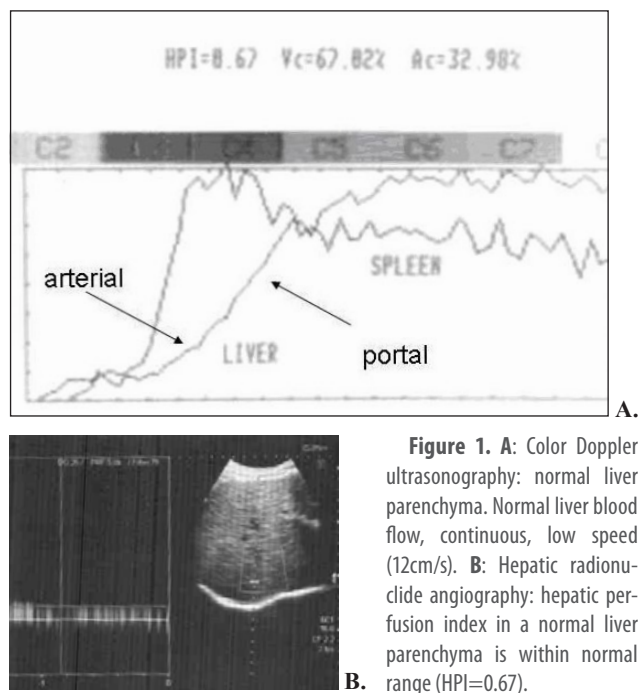 HPI=0.67 Vc=67.02% Ac=32.98%
C2 C4 C5 C6 C7
SPLEEN
arterial
LIVER
portal
A.
B.
Figure 1. A: Color Doppler
ultrasonography: normal liver
parenchyma. Normal liver blood
flow, continuous, low speed
(12cm/s). B: Hepatic radionu-
clide angiography: hepatic per-
fusion index in a normal liver
parenchyma is within normal
range (HPI=0.67).